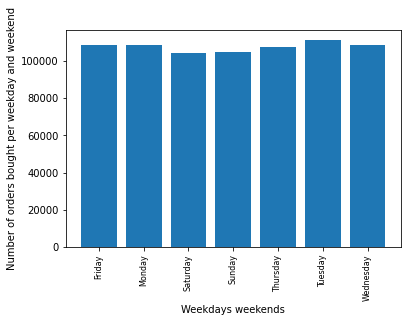 Number of orders bought per weekday and weekend
100000
80000
60000
40000
20000
0
Friday
Monday
Saturday
Sunday
Thursday
Tuesday
Wednesday
Weekdays weekends